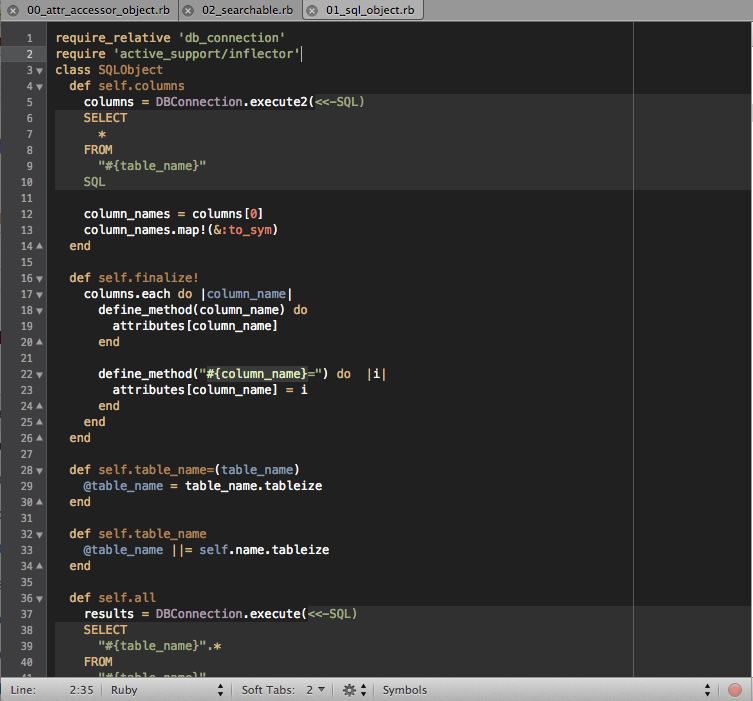 00_attr_accessor_object.rb 02_searchable.rb 01_sql_object.rb
1 require_relative 'db_connection'
2 require 'active_support/inflector'
3 class SQLObject
4   def self.columns
5     columns = DBConnection.execute2(<<-SQL)
6     SELECT
7       *
8     FROM
9       "#{table_name}"
10     SQL
11
12     column_names = columns[0]
13     column_names.map!(&:to_sym)
14   end
15
16   def self.finalize!
17     columns.each do |column_name|
18       define_method(column_name) do
19         attributes[column_name]
20       end
21
22       define_method("#{column_name}=") do  |i|
23         attributes[column_name] = i
24       end
25     end
26   end
27
28   def self.table_name=(table_name)
29     @table_name = table_name.tableize
30   end
31
32   def self.table_name
33     @table_name ||= self.name.tableize
34   end
35
36   def self.all
37     results = DBConnection.execute(<<-SQL)
38     SELECT
39       "#{table_name}".*
40     FROM
41       "#{table_name}"
Line: 2:35 Ruby Soft Tabs: 2 Symbols